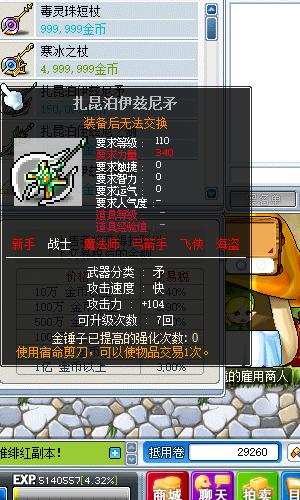 毒灵珠短杖
999,999金币
寒冰之杖
4,999,999金币
扎昆泊伊兹尼矛
装备后无法交换
要求等级： 110
要求力量： 340
要求敏捷： 0
要求智力： 0
要求运气： 0
要求人气度： -
道具等级 -
道具经验值 -
新手 战士 魔法师 弓箭手 飞侠 海盗
武器分类 : 矛
攻击速度 : 快
攻击力 : +104
可升级次数 : 7回
金锤子已提高的强化次数: 0
使用宿命剪刀，可以使物品交易1次。
的雇用商人
绯红副本!
抵用卷 29260
EXP 5140557[4.32%]
商城 聊天 拍卖